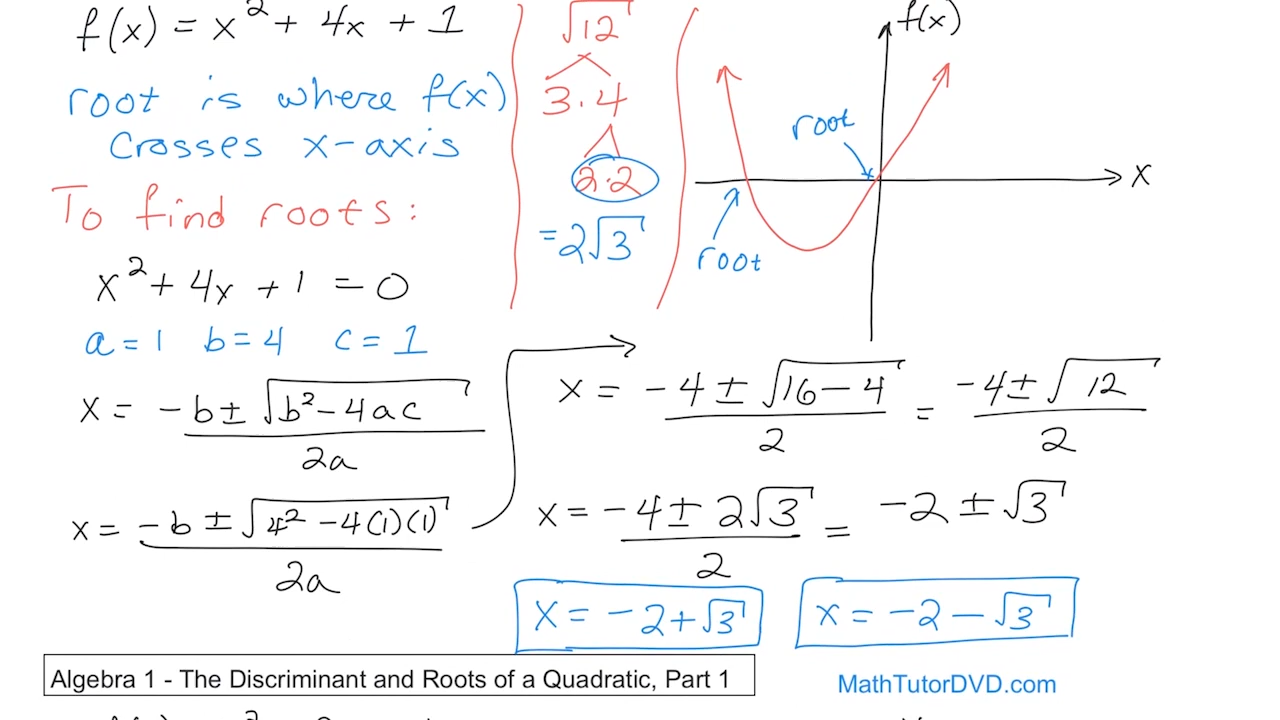 f(x) = x² + 4x + 1
root is where f(x)
crosses x-axis
To find roots:
x² + 4x + 1 = 0
a = 1 b = 4 c = 1
x = -b ± √(b² - 4ac) / 2a
x = -b ± √(4² - 4(1)(1)) / 2a
√12
3·4
2·2
= 2√3
f(x)
root
x
root
x = -4 ± √(16 - 4) / 2 = -4 ± √12 / 2
x = -4 ± 2√3 / 2 = -2 ± √3
x = -2 + √3 x = -2 - √3
Algebra 1 - The Discriminant and Roots of a Quadratic, Part 1
MathTutorDVD.com